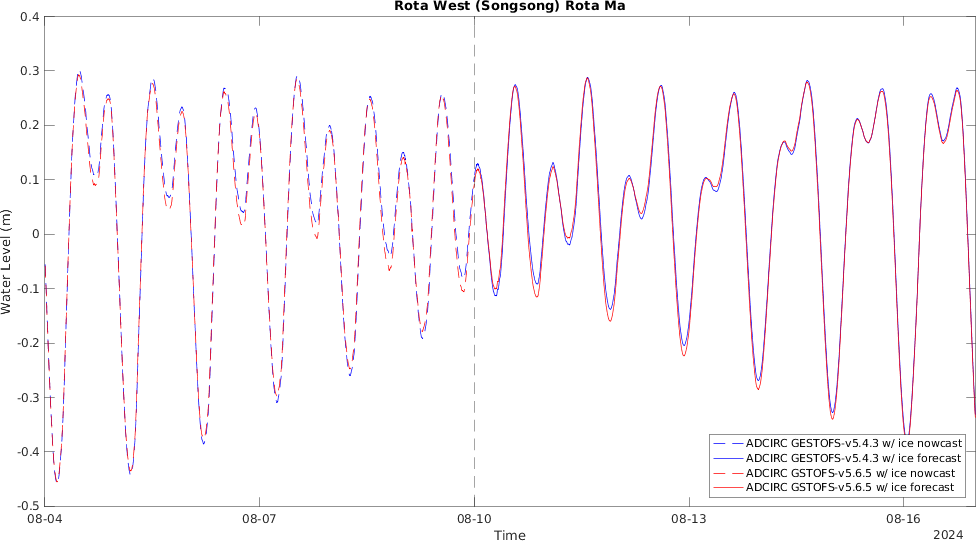 Rota West (Songsong) Rota Ma
0.4
0.3
0.2
0.1
0
-0.1
-0.2
-0.3
-0.4
-0.5
Water Level (m)
08-04
08-07
08-10
08-13
08-16
Time
2024
ADCIRC GESTOFS-v5.4.3 w/ ice nowcast
ADCIRC GESTOFS-v5.4.3 w/ ice forecast
ADCIRC GSTOFS-v5.6.5 w/ ice nowcast
ADCIRC GSTOFS-v5.6.5 w/ ice forecast